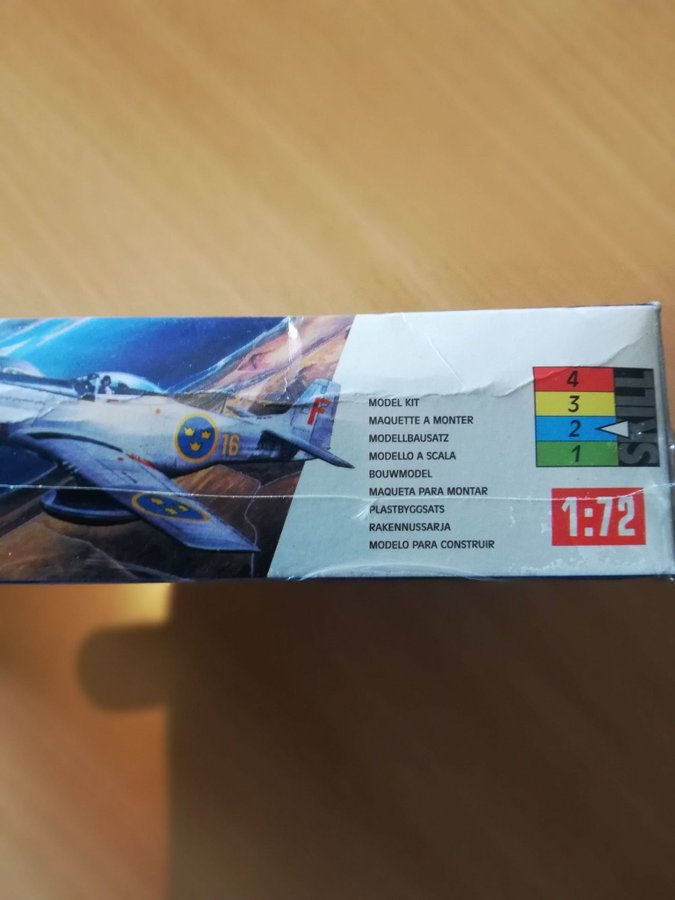 F
16
MODEL KIT
MAQUETTE A MONTER
MODELLBAUSATZ
MODELLO A SCALA
BOUWMODEL
MAQUETA PARA MONTAR
PLASTBYGGSATS
RAKENNUSSARJA
MODELO PARA CONSTRUIR
4
3
2
1
SKILL
1:72